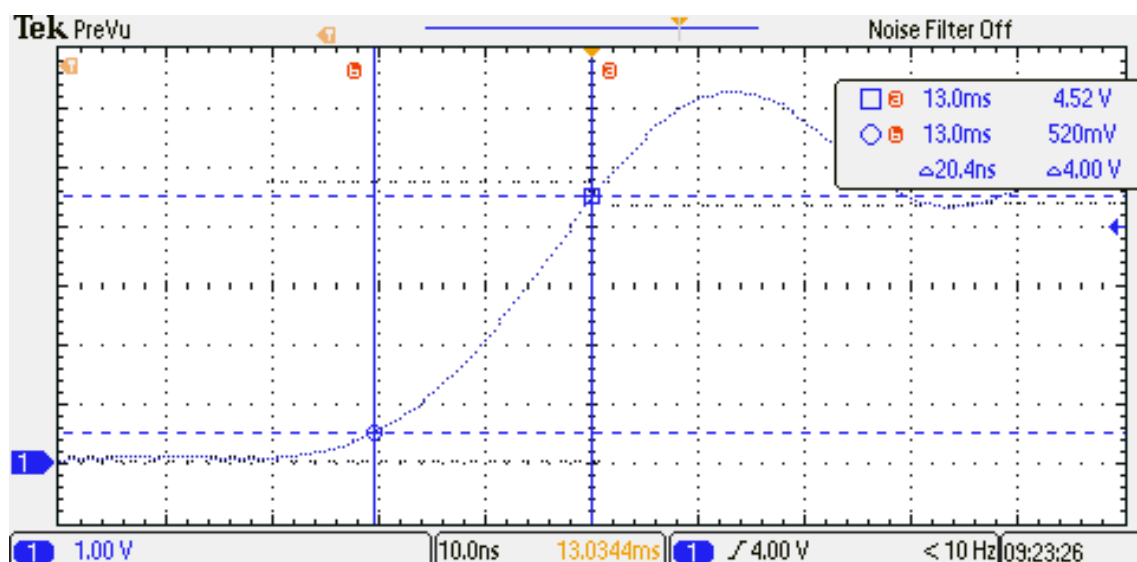 Tek PreVu Noise Filter Off
T
T
b a
a 13.0ms 4.52 V
b 13.0ms 520mV
△20.4ns △4.00 V
1
1 1.00 V 10.0ns 13.0344ms 1 4.00 V < 10 Hz 09:23:26